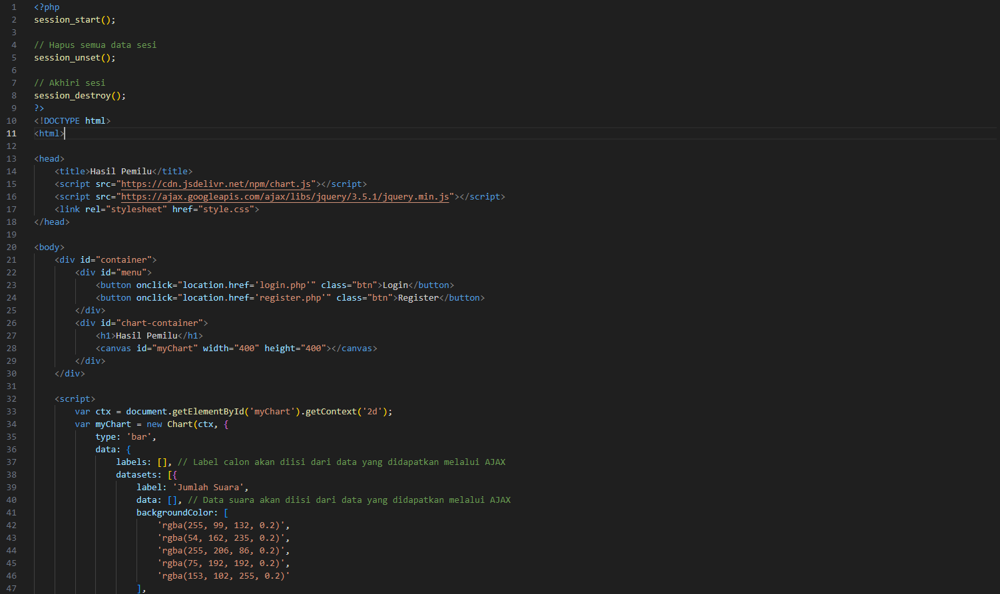 1 <?php
2 session_start();
3
4 // Hapus semua data sesi
5 session_unset();
6
7 // Akhiri sesi
8 session_destroy();
9 ?>
10 <!DOCTYPE html>
11 <html>
12
13 <head>
14     <title>Hasil Pemilu</title>
15     <script src="https://cdn.jsdelivr.net/npm/chart.js"></script>
16     <script src="https://ajax.googleapis.com/ajax/libs/jquery/3.5.1/jquery.min.js"></script>
17     <link rel="stylesheet" href="style.css">
18 </head>
19
20 <body>
21     <div id="container">
22         <div id="menu">
23             <button onclick="location.href='login.php'" class="btn">Login</button>
24             <button onclick="location.href='register.php'" class="btn">Register</button>
25         </div>
26         <div id="chart-container">
27             <h1>Hasil Pemilu</h1>
28             <canvas id="myChart" width="400" height="400"></canvas>
29         </div>
30     </div>
31
32     <script>
33         var ctx = document.getElementById('myChart').getContext('2d');
34         var myChart = new Chart(ctx, {
35             type: 'bar',
36             data: {
37                 labels: [], // Label calon akan diisi dari data yang didapatkan melalui AJAX
38                 datasets: [{
39                     label: 'Jumlah Suara',
40                     data: [], // Data suara akan diisi dari data yang didapatkan melalui AJAX
41                     backgroundColor: [
42                         'rgba(255, 99, 132, 0.2)',
43                         'rgba(54, 162, 235, 0.2)',
44                         'rgba(255, 206, 86, 0.2)',
45                         'rgba(75, 192, 192, 0.2)',
46                         'rgba(153, 102, 255, 0.2)'
47                     ],